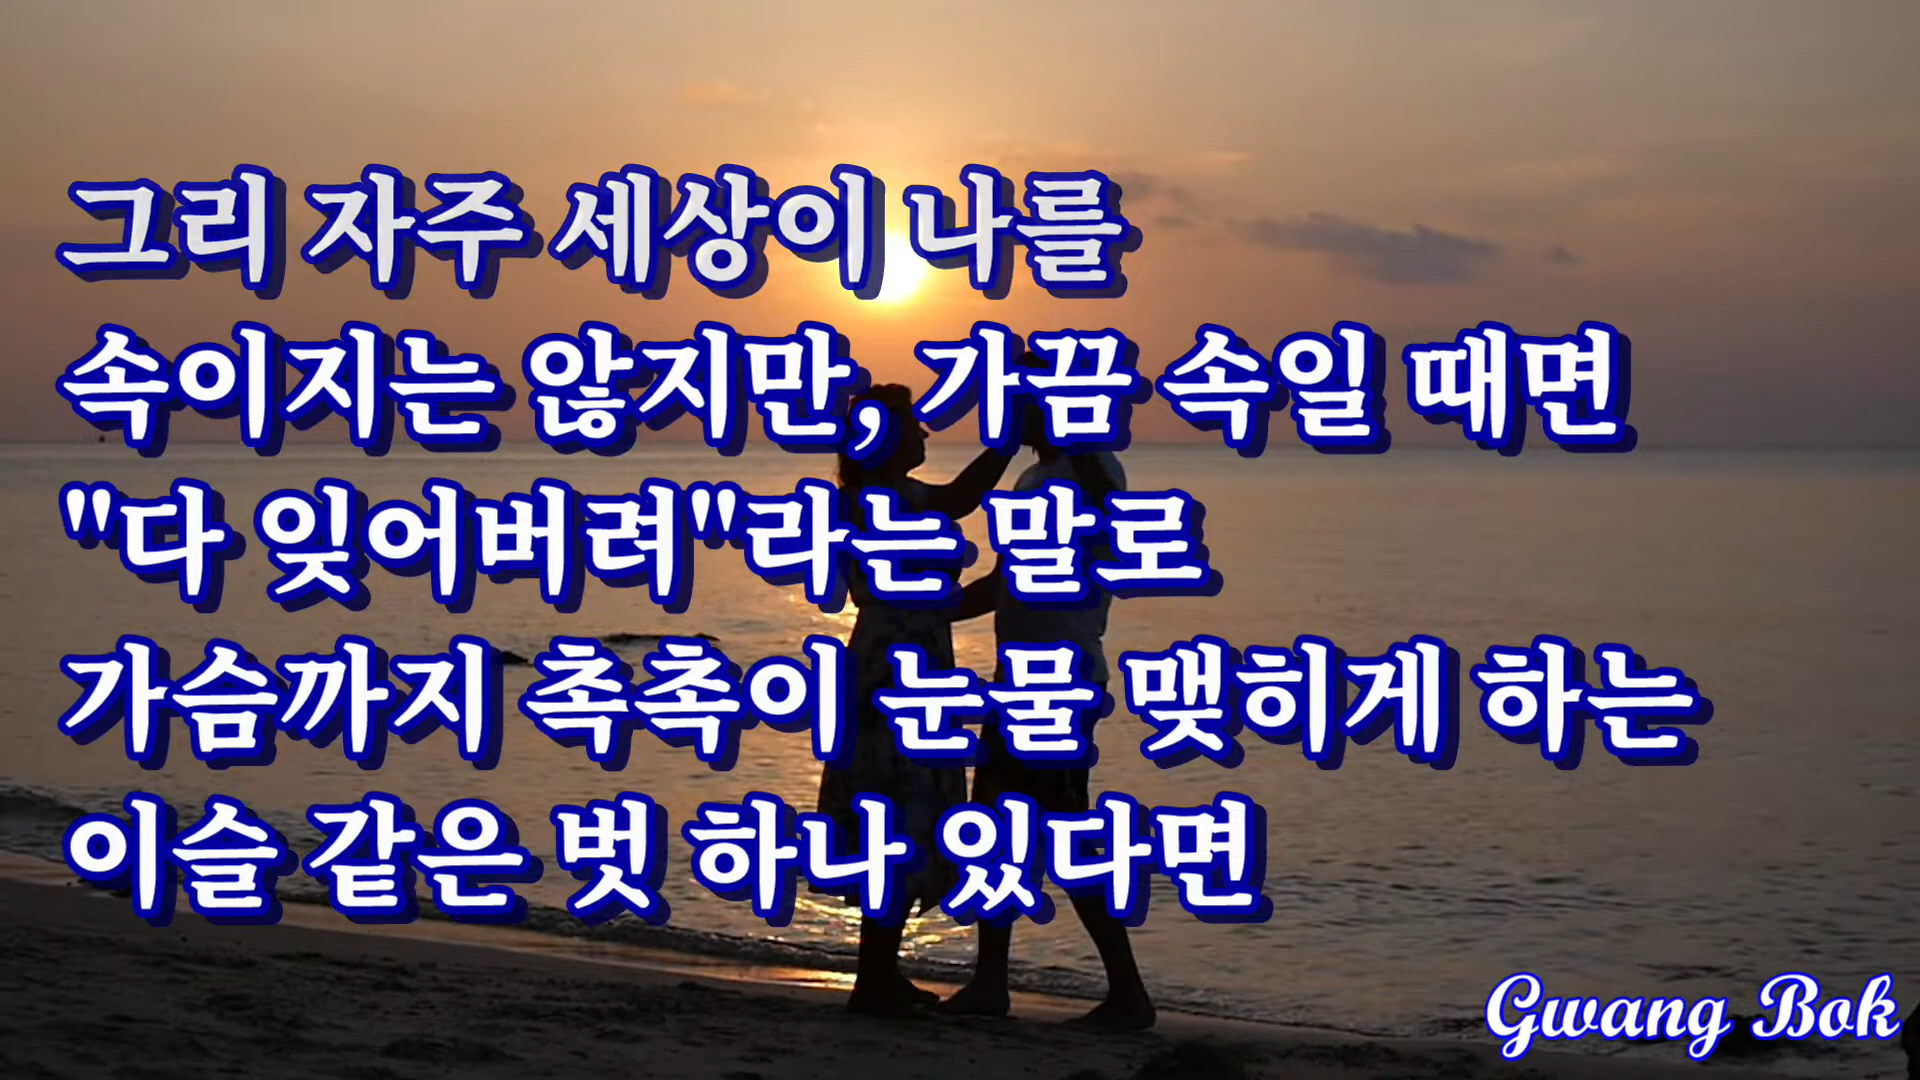 그리 자주 세상이 나를
속이지는 않지만, 가끔 속일 때면
"다 잊어버려"라는 말로
가슴까지 촉촉이 눈물 맺히게 하는
이슬 같은 벗 하나 있다면
Gwang Bok